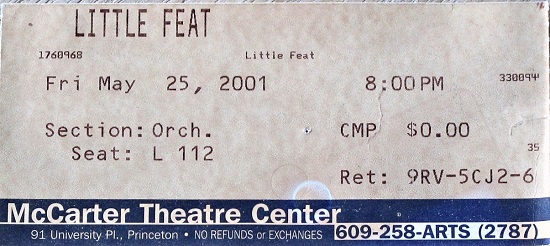 LITTLE FEAT
1760968 Little Feat
Fri May 25, 2001 8:00PM
Section: Orch. CMP $0.00
Seat: L 112
Ret: 9RV-5CJ2-6
35
McCarter Theatre Center
91 University Pl., Princeton • NO REFUNDS or EXCHANGES
609-258-ARTS (2787)